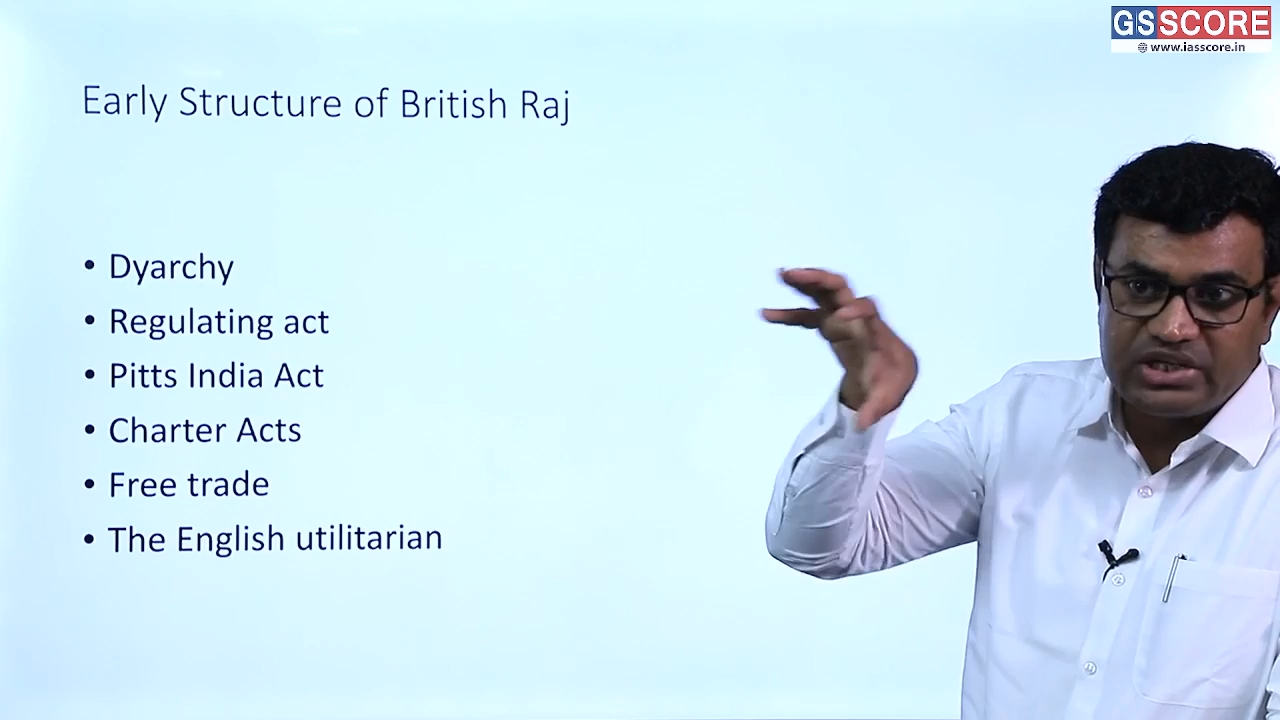 GSSCORE
www.iasscore.in
Early Structure of British Raj
• Dyarchy
• Regulating act
• Pitts India Act
• Charter Acts
• Free trade
• The English utilitarian